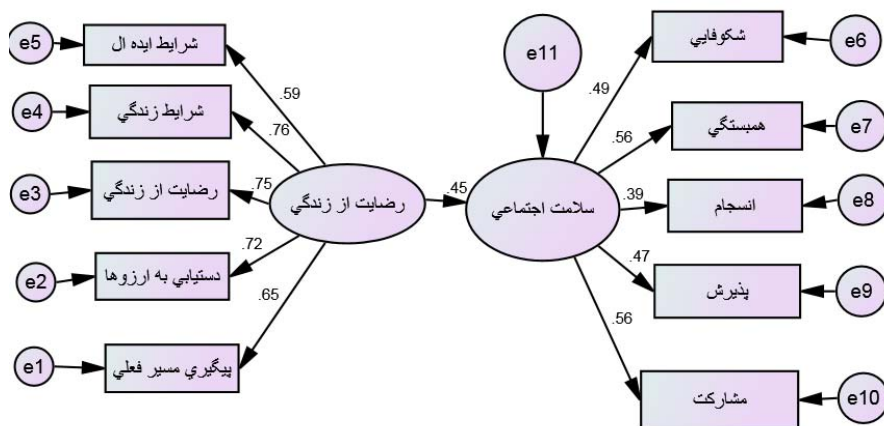 e5
شرايط ايده ال
.59
e4
شرايط زندگي
.76
e3
رضايت از زندگي
.75
رضايت از زندگي
e2
دستيابي به ارزوها
.72
e1
پيگيري مسير فعلي
.65
.45
e11
سلامت اجتماعي
.49
شكوفايي
e6
.56
همبستگي
e7
.39
انسجام
e8
.47
پذيرش
e9
.56
مشاركت
e10